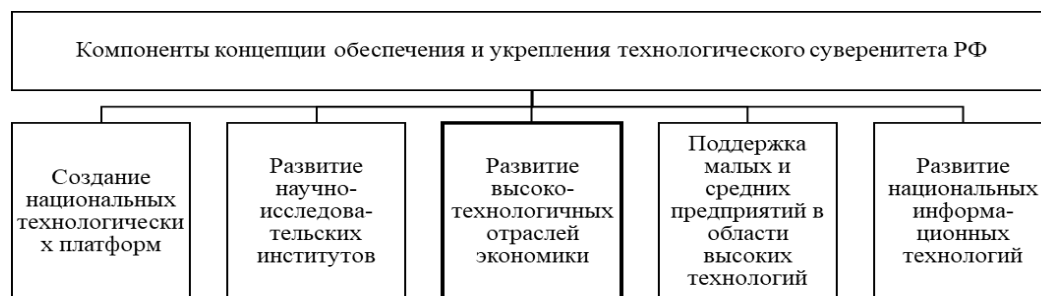 Компоненты концепции обеспечения и укрепления технологического суверенитета РФ
Создание
национальных
технологически
х платформ
Развитие
научно-
исследова-
тельских
институтов
Развитие
высоко-
технологичных
отраслей
экономики
Поддержка
малых и
средних
предприятий в
области
высоких
технологий
Развитие
национальных
информа-
ционных
технологий